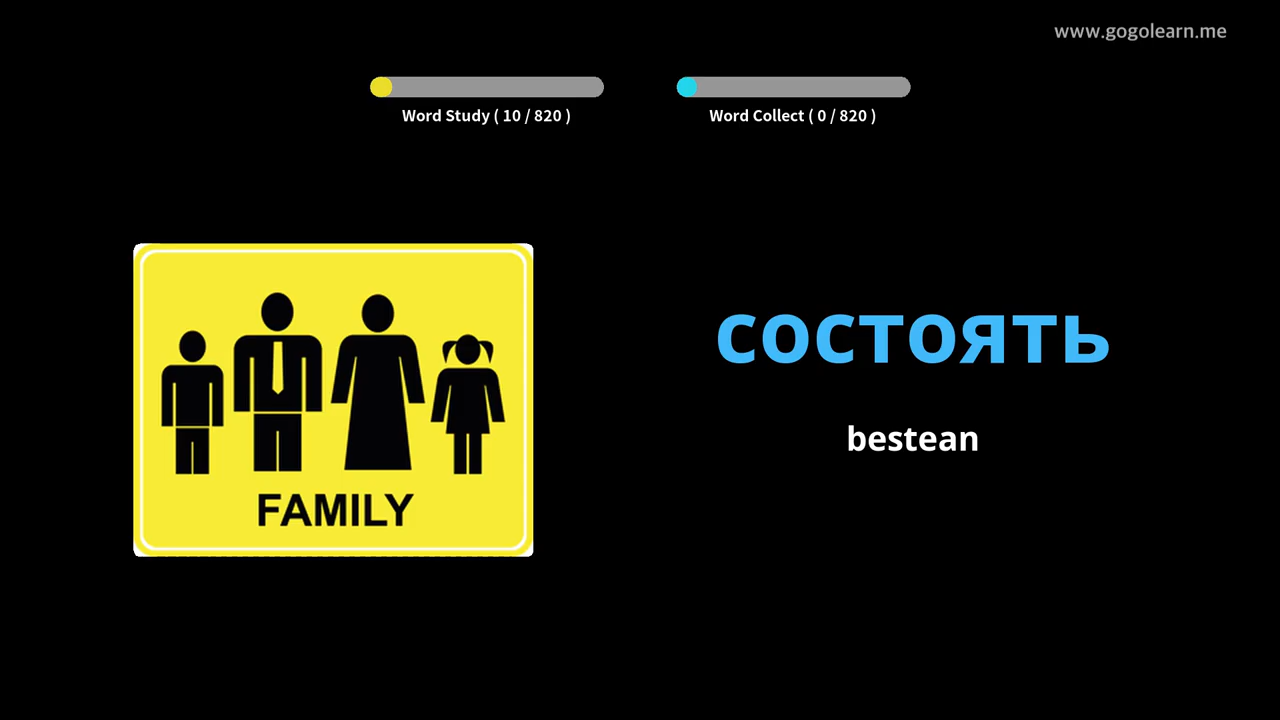 www.gogolearn.me
Word Study ( 10 / 820 )
Word Collect ( 0 / 820 )
FAMILY
состоять
bestean